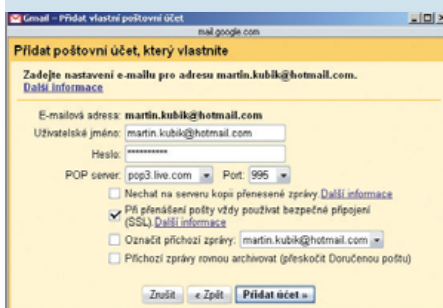 Gmail – Přidat vlastní poštovní účet
mail.google.com
Přidat poštovní účet, který vlastníte
Zadejte nastavení e-mailu pro adresu martin.kubik@hotmail.com.
Další informace
E-mailová adresa: martin.kubik@hotmail.com
Uživatelské jméno: martin.kubik@hotmail.com
Heslo: **********
POP server: pop3.live.com Port: 995
Nechat na serveru kopii přenesené zprávy. Další informace
Při přenášení pošty vždy používat bezpečné připojení
(SSL). Další informace
Označit příchozí zprávy: martin.kubik@hotmail.com
Příchozí zprávy rovnou archivovat (přeskočit Doručenou poštu)
Zrušit « Zpět Přidat účet »